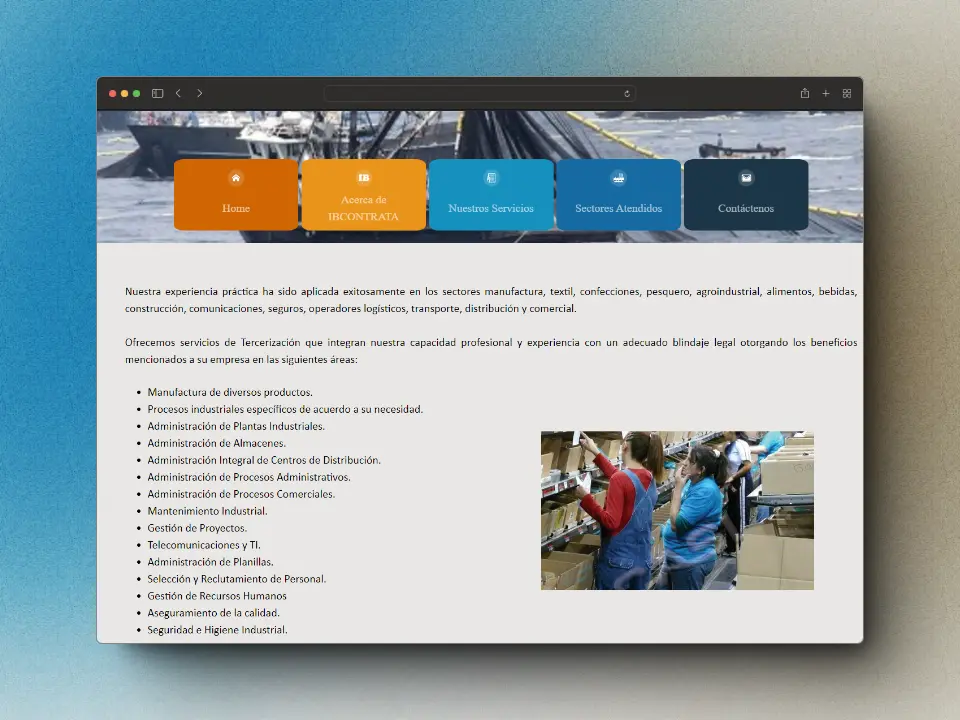 Home
Acerca de
IBCONTRATA
Nuestros Servicios
Sectores Atendidos
Contáctenos
Nuestra experiencia práctica ha sido aplicada exitosamente en los sectores manufactura, textil, confecciones, pesquero, agroindustrial, alimentos, bebidas,
construcción, comunicaciones, seguros, operadores logísticos, transporte, distribución y comercial.
Ofrecemos servicios de Tercerización que integran nuestra capacidad profesional y experiencia con un adecuado blindaje legal otorgando los beneficios
mencionados a su empresa en las siguientes áreas:
• Manufactura de diversos productos.
• Procesos industriales específicos de acuerdo a su necesidad.
• Administración de Plantas Industriales.
• Administración de Almacenes.
• Administración Integral de Centros de Distribución.
• Administración de Procesos Administrativos.
• Administración de Procesos Comerciales.
• Mantenimiento Industrial.
• Gestión de Proyectos.
• Telecomunicaciones y TI.
• Administración de Planillas.
• Selección y Reclutamiento de Personal.
• Gestión de Recursos Humanos
• Aseguramiento de la calidad.
• Seguridad e Higiene Industrial.